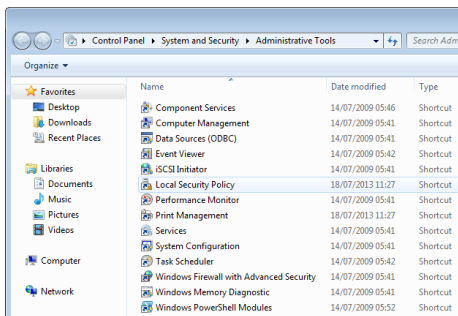 Control Panel ▸ System and Security ▸ Administrative Tools
Search Adm
Organize
Name Date modified Type
Favorites
Desktop
Downloads
Recent Places
Libraries
Documents
Music
Pictures
Videos
Computer
Network
Component Services 14/07/2009 05:46 Shortcut
Computer Management 14/07/2009 05:41 Shortcut
Data Sources (ODBC) 14/07/2009 05:41 Shortcut
Event Viewer 14/07/2009 05:42 Shortcut
iSCSI Initiator 14/07/2009 05:41 Shortcut
Local Security Policy 18/07/2013 11:27 Shortcut
Performance Monitor 14/07/2009 05:41 Shortcut
Print Management 18/07/2013 11:27 Shortcut
Services 14/07/2009 05:41 Shortcut
System Configuration 14/07/2009 05:41 Shortcut
Task Scheduler 14/07/2009 05:42 Shortcut
Windows Firewall with Advanced Security 14/07/2009 05:41 Shortcut
Windows Memory Diagnostic 14/07/2009 05:41 Shortcut
Windows PowerShell Modules 14/07/2009 05:52 Shortcut